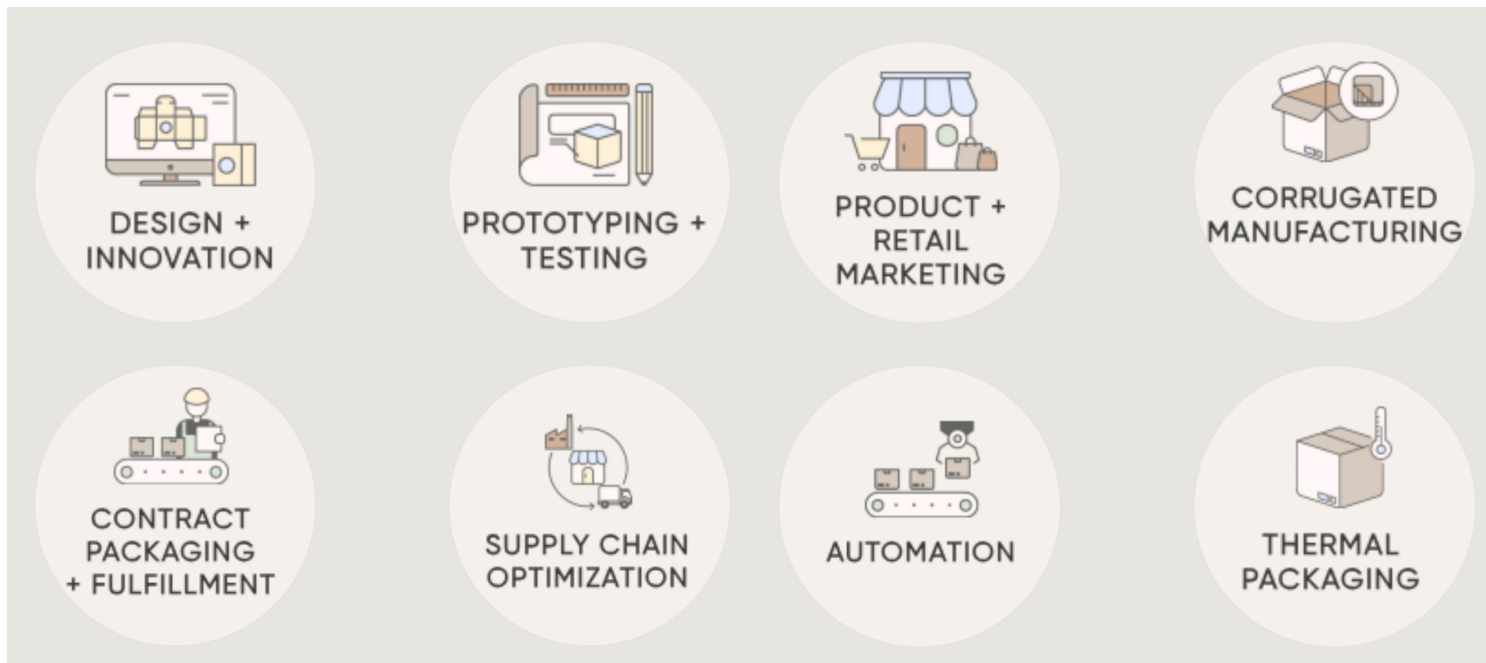 DESIGN +
INNOVATION
PROTOTYPING +
TESTING
PRODUCT +
RETAIL
MARKETING
CORRUGATED
MANUFACTURING
CONTRACT
PACKAGING
+ FULFILLMENT
SUPPLY CHAIN
OPTIMIZATION
AUTOMATION
THERMAL
PACKAGING